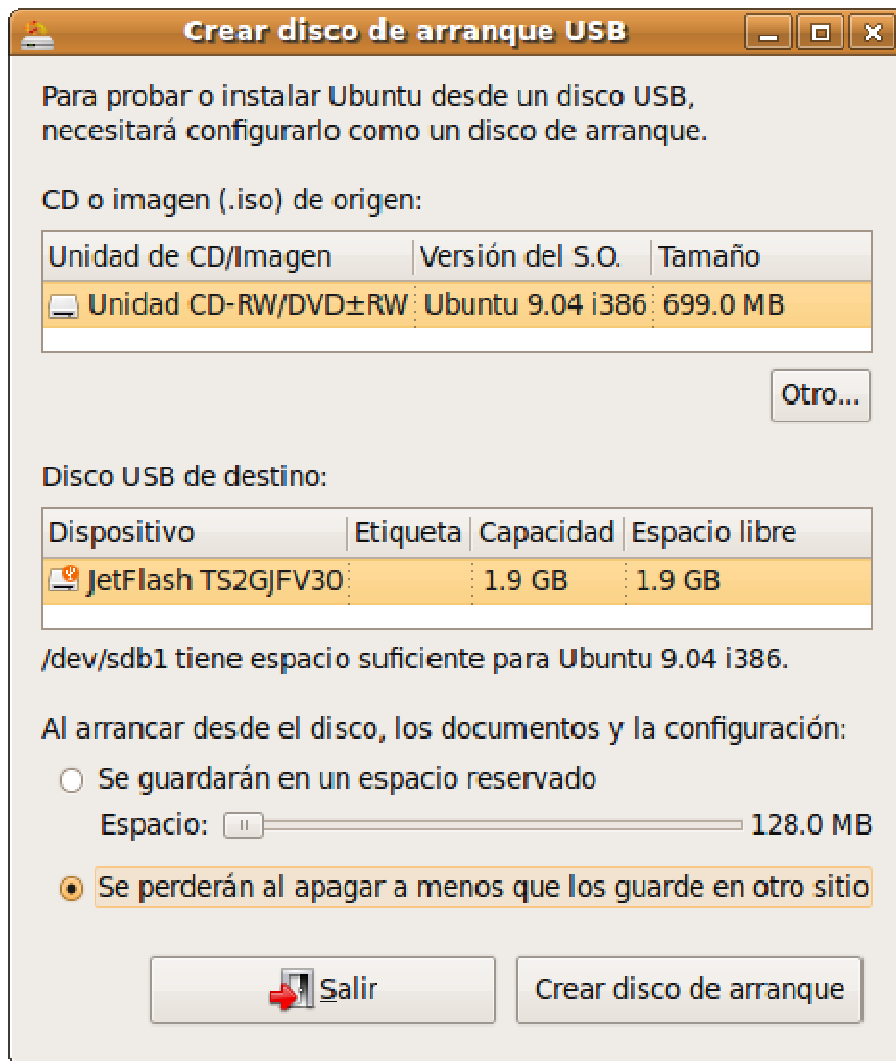 Crear disco de arranque USB
Para probar o instalar Ubuntu desde un disco USB,
necesitará configurarlo como un disco de arranque.
CD o imagen (.iso) de origen:
Unidad de CD/Imagen Versión del S.O. Tamaño
Unidad CD-RW/DVD±RW Ubuntu 9.04 i386 699.0 MB
Otro...
Disco USB de destino:
Dispositivo Etiqueta Capacidad Espacio libre
JetFlash TS2GJFV30 1.9 GB 1.9 GB
/dev/sdb1 tiene espacio suficiente para Ubuntu 9.04 i386.
Al arrancar desde el disco, los documentos y la configuración:
Se guardarán en un espacio reservado
Espacio: 128.0 MB
Se perderán al apagar a menos que los guarde en otro sitio
Salir Crear disco de arranque